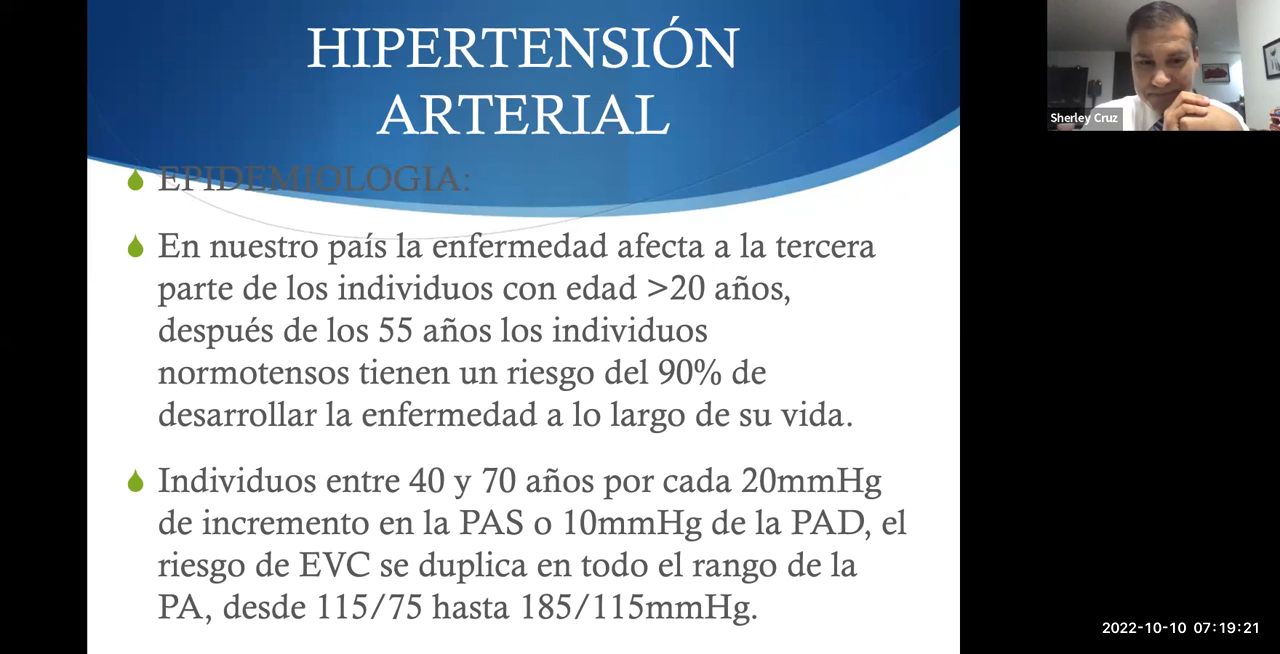 HIPERTENSIÓN
ARTERIAL
EPIDEMIOLOGIA:
En nuestro país la enfermedad afecta a la tercera
parte de los individuos con edad >20 años,
después de los 55 años los individuos
normotensos tienen un riesgo del 90% de
desarrollar la enfermedad a lo largo de su vida.
Individuos entre 40 y 70 años por cada 20mmHg
de incremento en la PAS o 10mmHg de la PAD, el
riesgo de EVC se duplica en todo el rango de la
PA, desde 115/75 hasta 185/115mmHg.
Sherley Cruz
2022-10-10 07:19:21